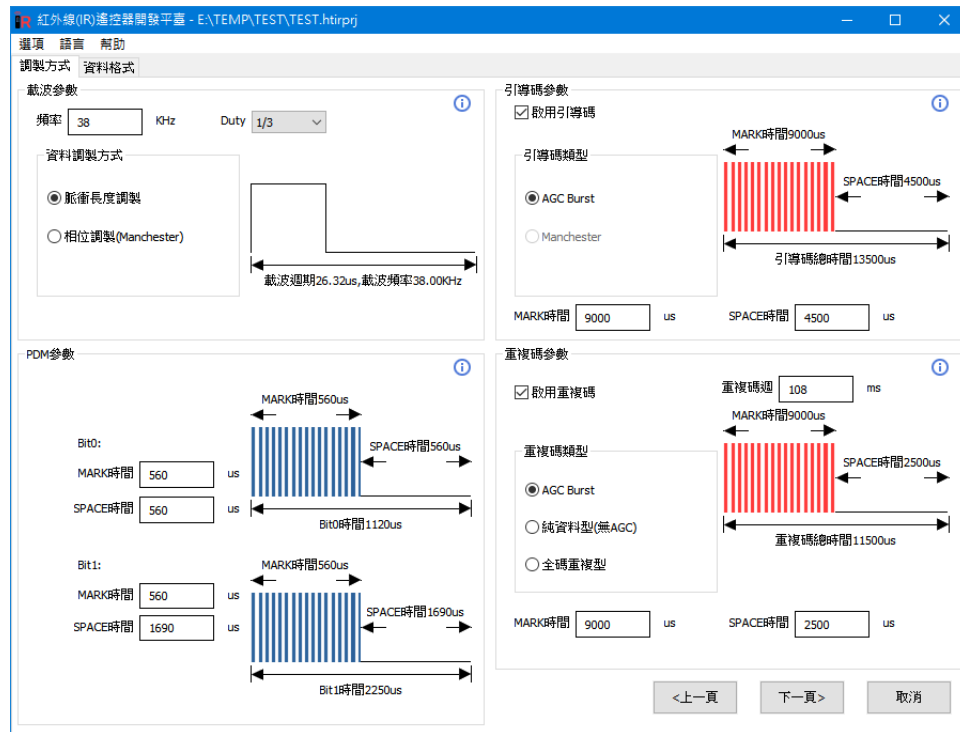 紅外線(IR)遙控器開發平臺 - E:\TEMP\TEST\TEST.htirprj
選項 語言 幫助
調製方式 資料格式
載波參數
頻率 38 KHz Duty 1/3
資料調製方式
脈衝長度調製
相位調製(Manchester)
載波週期26.32us,載波頻率38.00KHz
引導碼參數
啟用引導碼
引導碼類型
AGC Burst
Manchester
MARK時間9000us
SPACE時間4500us
引導碼總時間13500us
MARK時間 9000 us SPACE時間 4500 us
PDM參數
MARK時間560us
SPACE時間560us
Bit0:
MARK時間 560 us
SPACE時間 560 us
Bit0時間1120us
Bit1:
MARK時間560us
MARK時間 560 us
SPACE時間1690us
SPACE時間 1690 us
Bit1時間2250us
重複碼參數
啟用重複碼
重複碼週 108 ms
MARK時間9000us
重複碼類型
SPACE時間2500us
AGC Burst
純資料型(無AGC)
全碼重複型
重複碼總時間11500us
MARK時間 9000 us SPACE時間 2500 us
<上一頁 下一頁> 取消